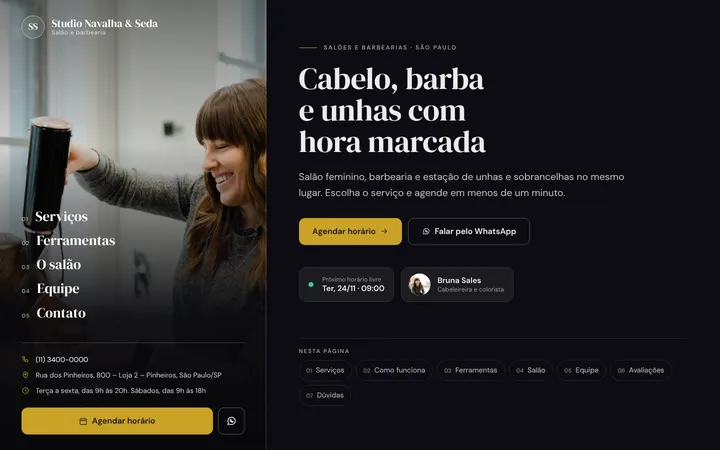 SS
Studio Navalha & Seda
Salão e barbearia
01 Serviços
02 Ferramentas
03 O salão
04 Equipe
05 Contato
(11) 3400-0000
Rua dos Pinheiros, 800 – Loja 2 – Pinheiros, São Paulo/SP
Terça a sexta, das 9h às 20h. Sábados, das 9h às 18h
Agendar horário
SALÕES E BARBEARIAS · SÃO PAULO
Cabelo, barba
e unhas com
hora marcada
Salão feminino, barbearia e estação de unhas e sobrancelhas no mesmo
lugar. Escolha o serviço e agende em menos de um minuto.
Agendar horário →
Falar pelo WhatsApp
Próximo horário livre
Ter, 24/11 · 09:00
Bruna Sales
Cabeleireira e colorista
NESTA PÁGINA
01 Serviços
02 Como funciona
03 Ferramentas
04 Salão
05 Equipe
06 Avaliações
07 Dúvidas